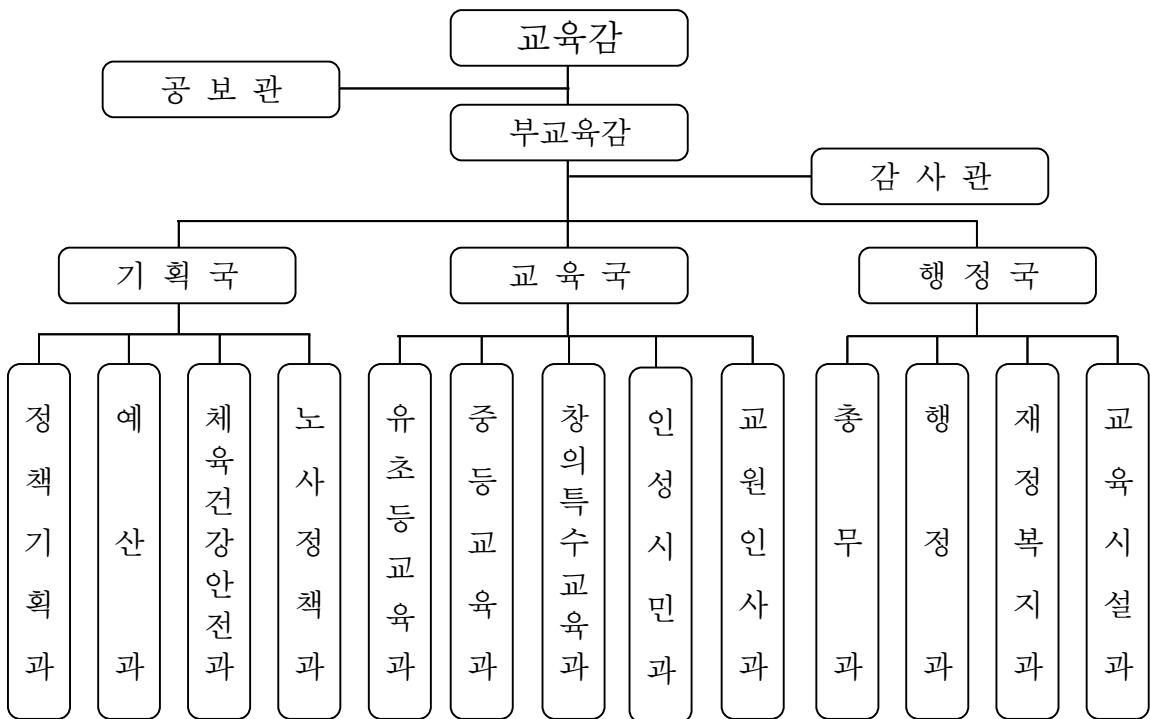 교육감
공 보 관
부교육감
감 사 관
기 획 국
교 육 국
행 정 국
정책기획과
예산과
체육건강안전과
노사정책과
유초등교육과
중등교육과
창의특수교육과
인성시민과
교원인사과
총무과
행정과
재정복지과
교육시설과